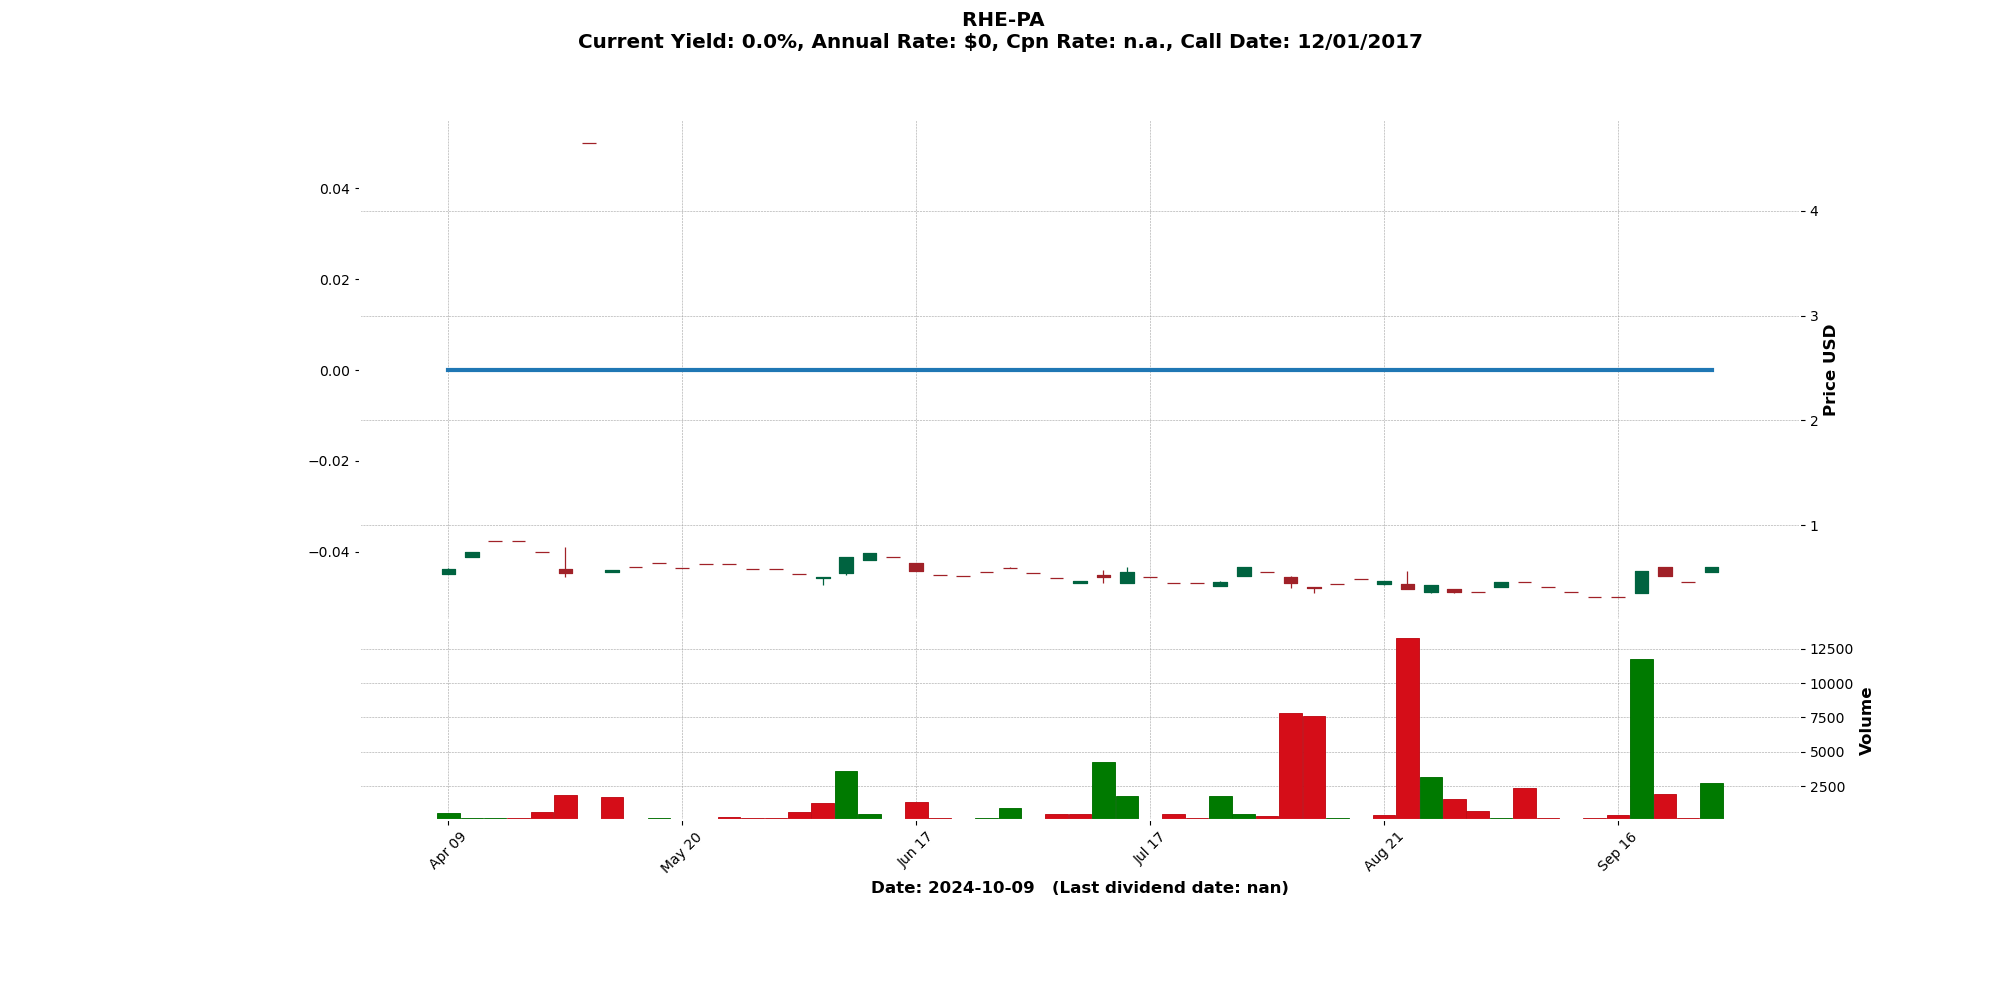 RHE-PA
Current Yield: 0.0%, Annual Rate: $0, Cpn Rate: n.a., Call Date: 12/01/2017
0.04
0.02
0.00
−0.02
−0.04
4
3
2
1
Price USD
12500
10000
7500
5000
2500
Volume
Apr 09
May 20
Jun 17
Jul 17
Aug 21
Sep 16
Date: 2024-10-09   (Last dividend date: nan)